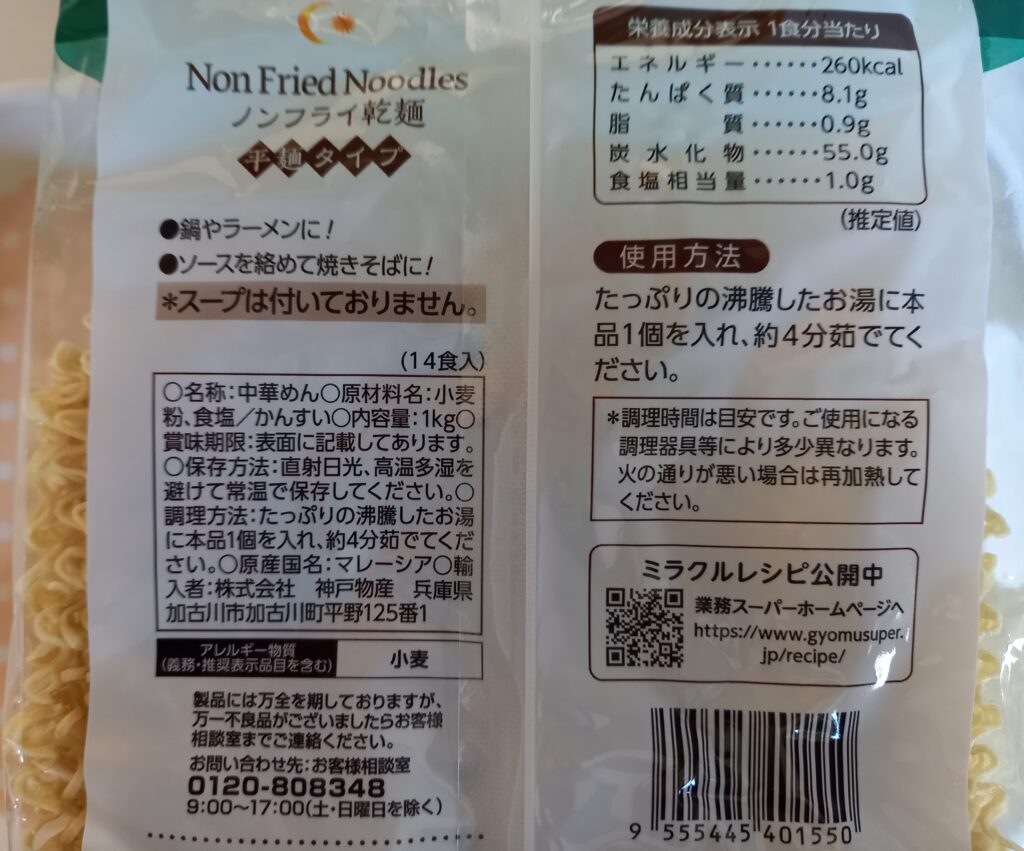 Non Fried Noodles
ノンフライ乾麺
平麺タイプ
●鍋やラーメンに!
●ソースを絡めて焼きそばに!
*スープは付いておりません。
(14食入)
○名称:中華めん○原材料名:小麦
粉、食塩/かんすい○内容量:1kg○
賞味期限:表面に記載してあります。
○保存方法:直射日光、高温多湿を
避けて常温で保存してください。○
調理方法:たっぷりの沸騰したお湯
に本品1個を入れ、約4分茹でてくだ
さい。○原産国名:マレーシア○輸
入者:株式会社 神戸物産 兵庫県
加古川市加古川町平野125番1
アレルギー物質
(義務・推奨表示品目を含む)
小麦
製品には万全を期しておりますが、
万一不良品がございましたらお客様
相談室までご連絡ください。
お問い合わせ先:お客様相談室
0120-808348
9:00〜17:00(土・日曜日を除く)
栄養成分表示 1食分当たり
エネルギー・・・・・・260kcal
たんぱく質・・・・・・8.1g
脂質・・・・・・0.9g
炭水化物・・・・・・55.0g
食塩相当量・・・・・・1.0g
(推定値)
使用方法
たっぷりの沸騰したお湯に本
品1個を入れ、約4分茹でてく
ださい。
*調理時間は目安です。ご使用になる
調理器具等により多少異なります。
火の通りが悪い場合は再加熱して
ください。
ミラクルレシピ公開中
業務スーパーホームページへ
https://www.gyomusuper.
jp/recipe/
9 555445 401550